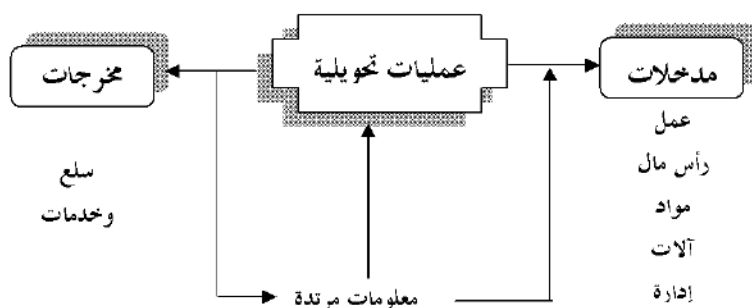 مدخلات
عمليات تحويلية
مخرجات
عمل
رأس مال
مواد
آلات
إدارة
سلع
وخدمات
معلومات مرتدة